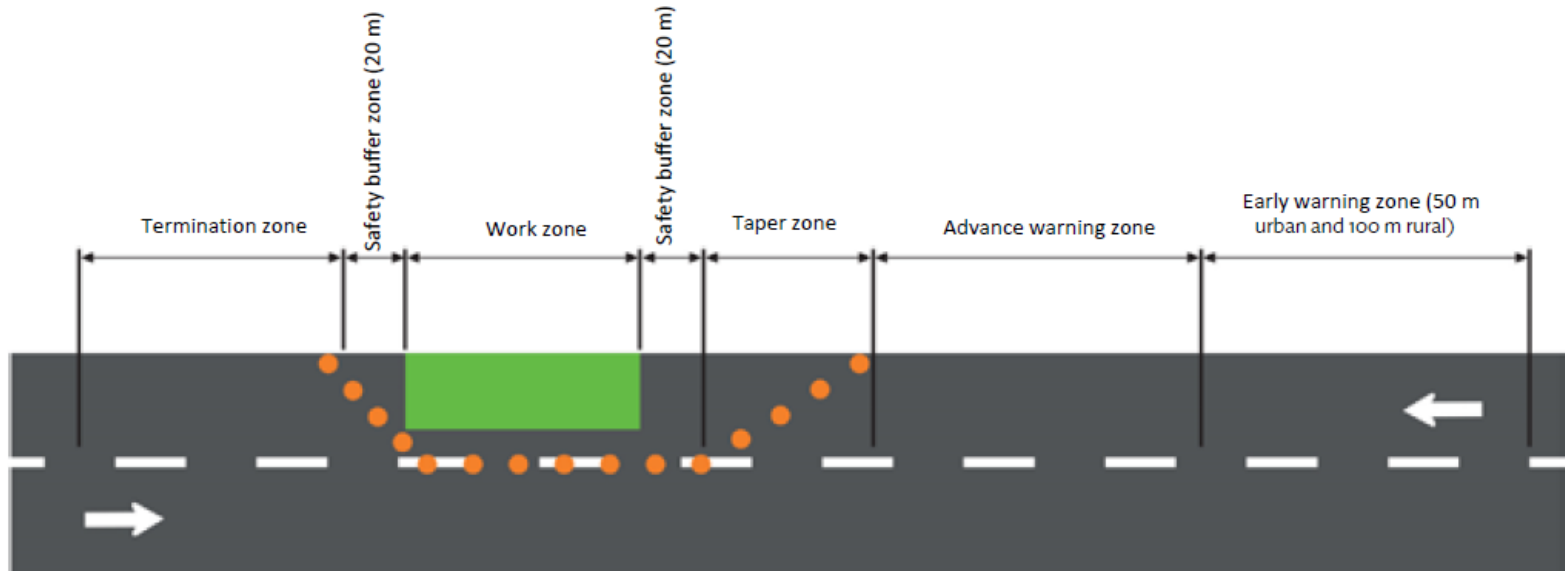 Termination zone
Safety buffer zone (20 m)
Work zone
Safety buffer zone (20 m)
Taper zone
Advance warning zone
Early warning zone (50 m
urban and 100 m rural)